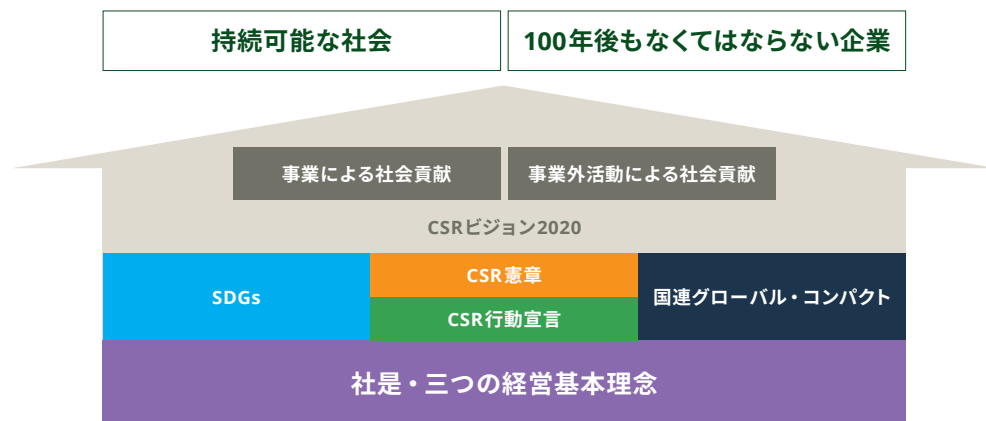 持続可能な社会
100年後もなくてはならない企業
事業による社会貢献
事業外活動による社会貢献
CSRビジョン2020
SDGs
CSR憲章
CSR行動宣言
国連グローバル・コンパクト
社是・三つの経営基本理念